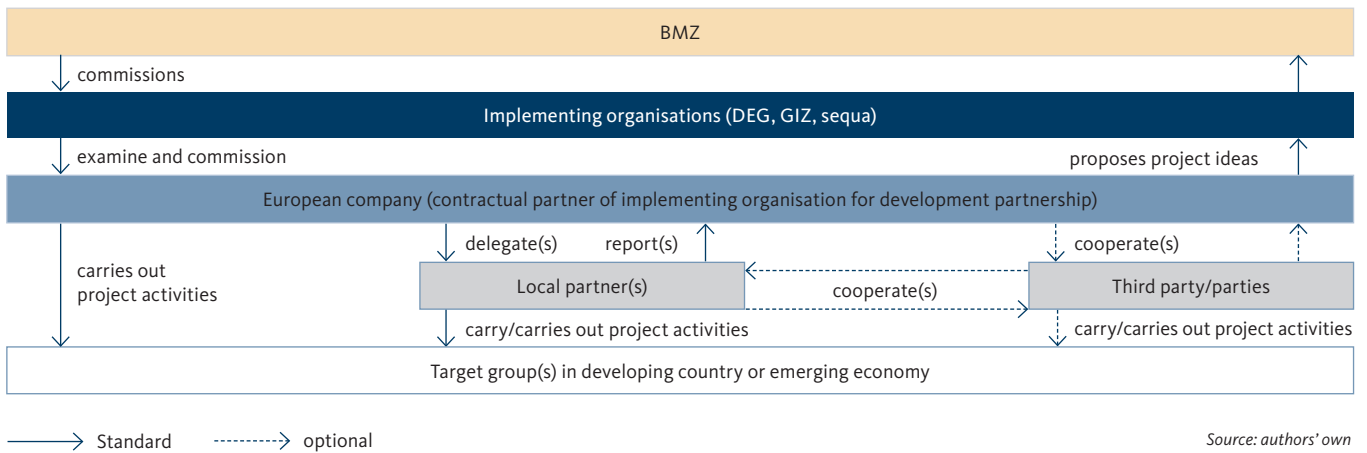 BMZ
commissions
Implementing organisations (DEG, GIZ, sequa)
examine and commission
proposes project ideas
European company (contractual partner of implementing organisation for development partnership)
delegate(s)
report(s)
cooperate(s)
carries out
project activities
Local partner(s)
cooperate(s)
Third party/parties
carry/carries out project activities
carry/carries out project activities
Target group(s) in developing country or emerging economy
Standard
optional
Source: authors' own